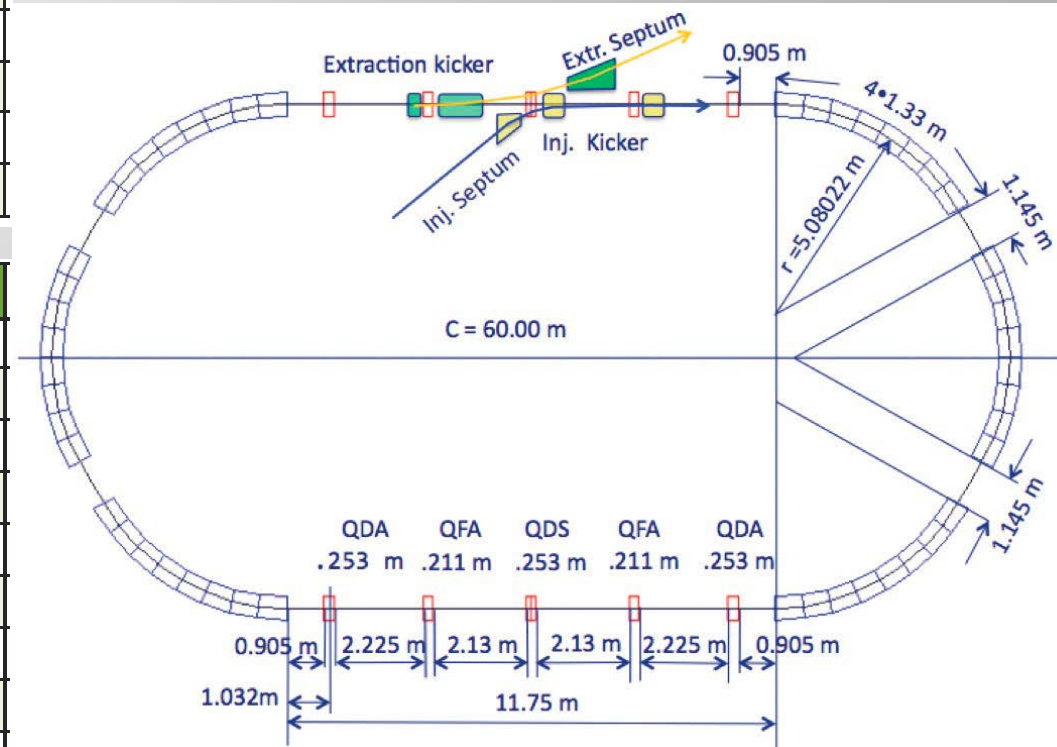 Extraction kicker
Extr. Septum
0.905 m
4•1.33 m
Inj. Kicker
Inj. Septum
r =5.08022 m
1.145 m
C = 60.00 m
1.145 m
QDA QFA QDS QFA QDA
.253 m .211 m .253 m .211 m .253 m
0.905 m 2.225 m 2.13 m 2.13 m 2.225 m 0.905 m
1.032m
11.75 m